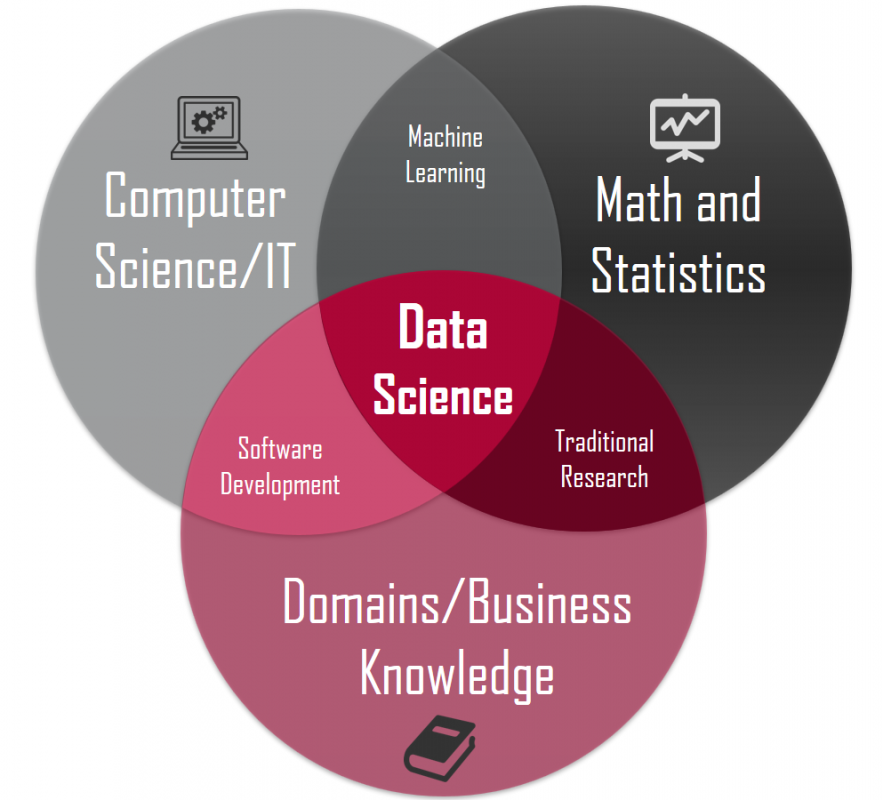 Machine
Learning
Computer
Science/IT
Math and
Statistics
Data
Science
Software
Development
Traditional
Research
Domains/Business
Knowledge